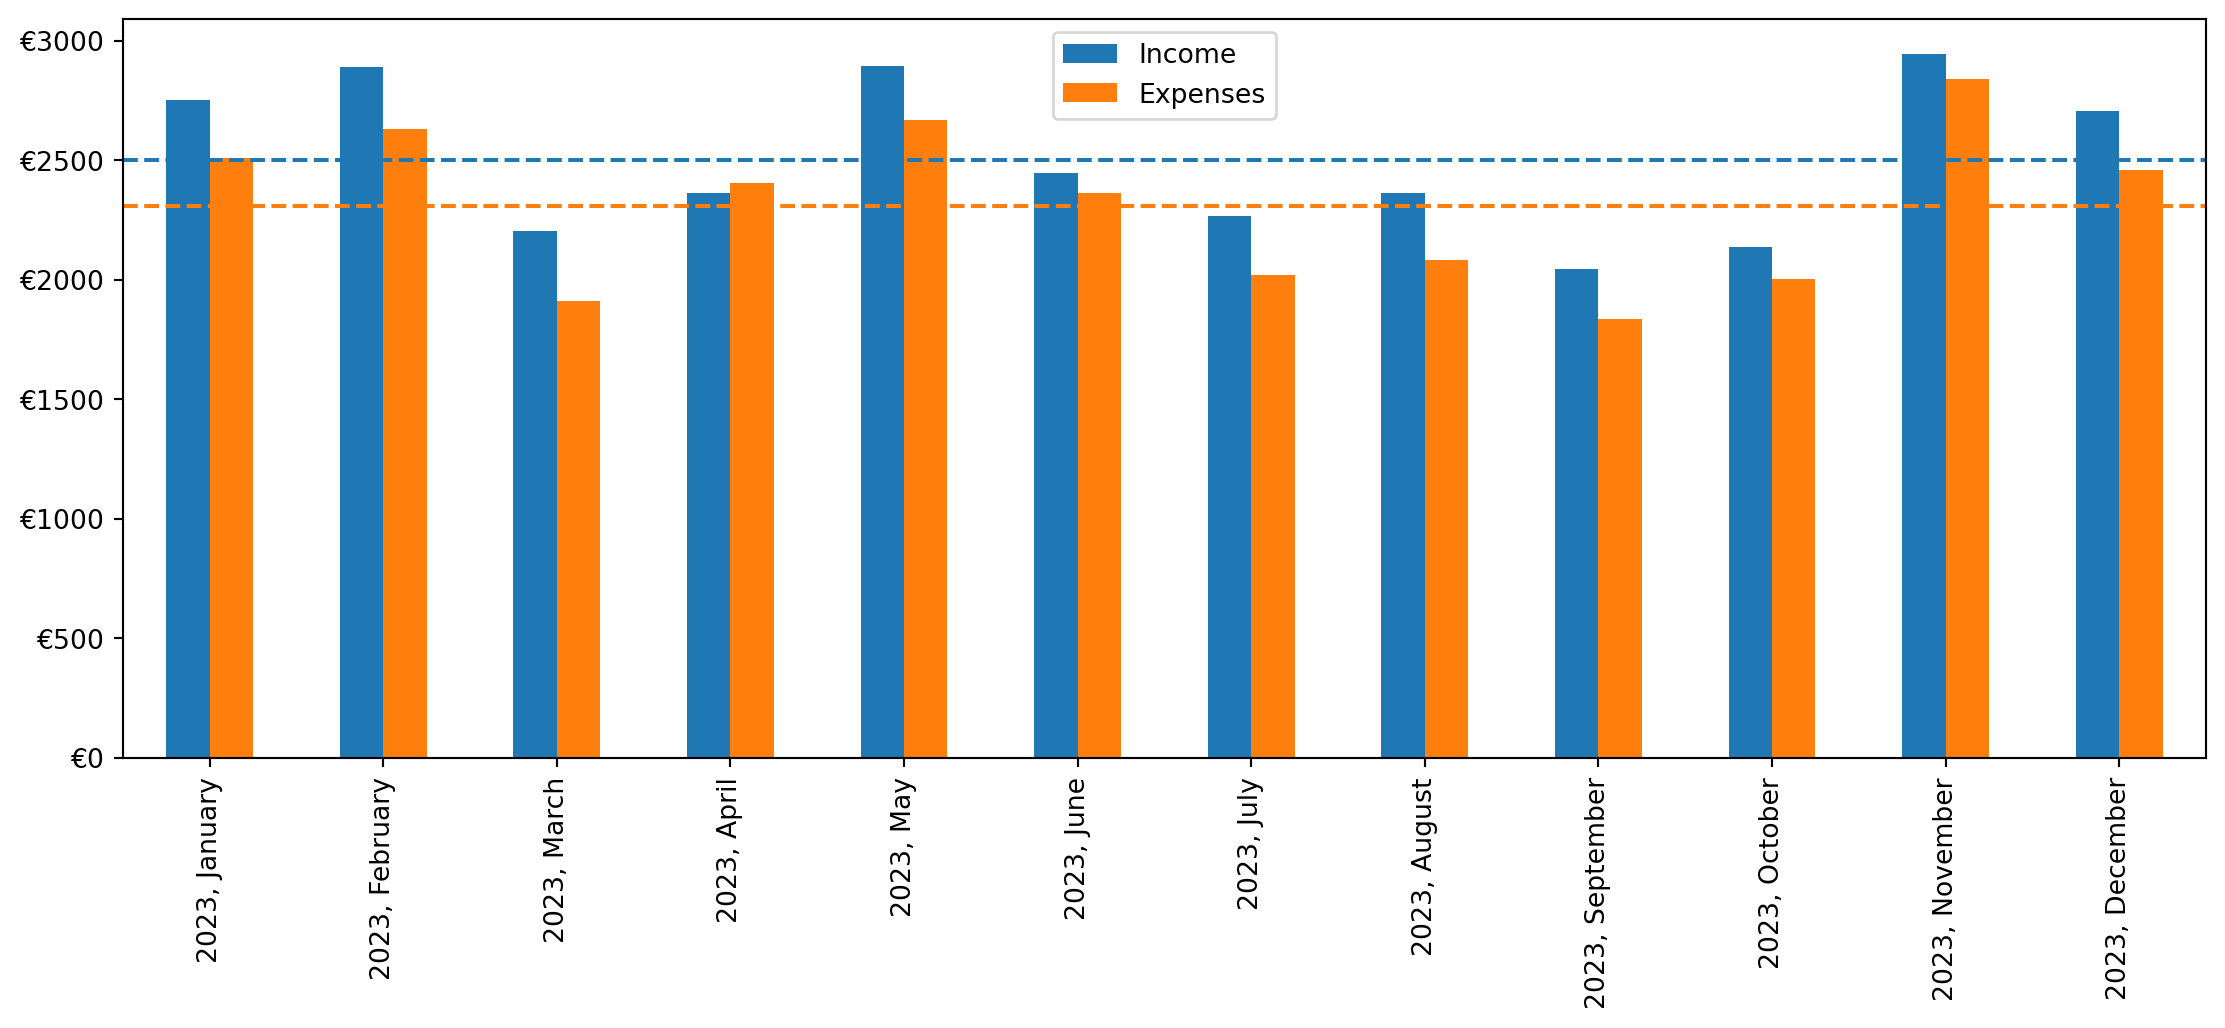 €3000
€2500
€2000
€1500
€1000
€500
€0
Income
Expenses
2023, January
2023, February
2023, March
2023, April
2023, May
2023, June
2023, July
2023, August
2023, September
2023, October
2023, November
2023, December